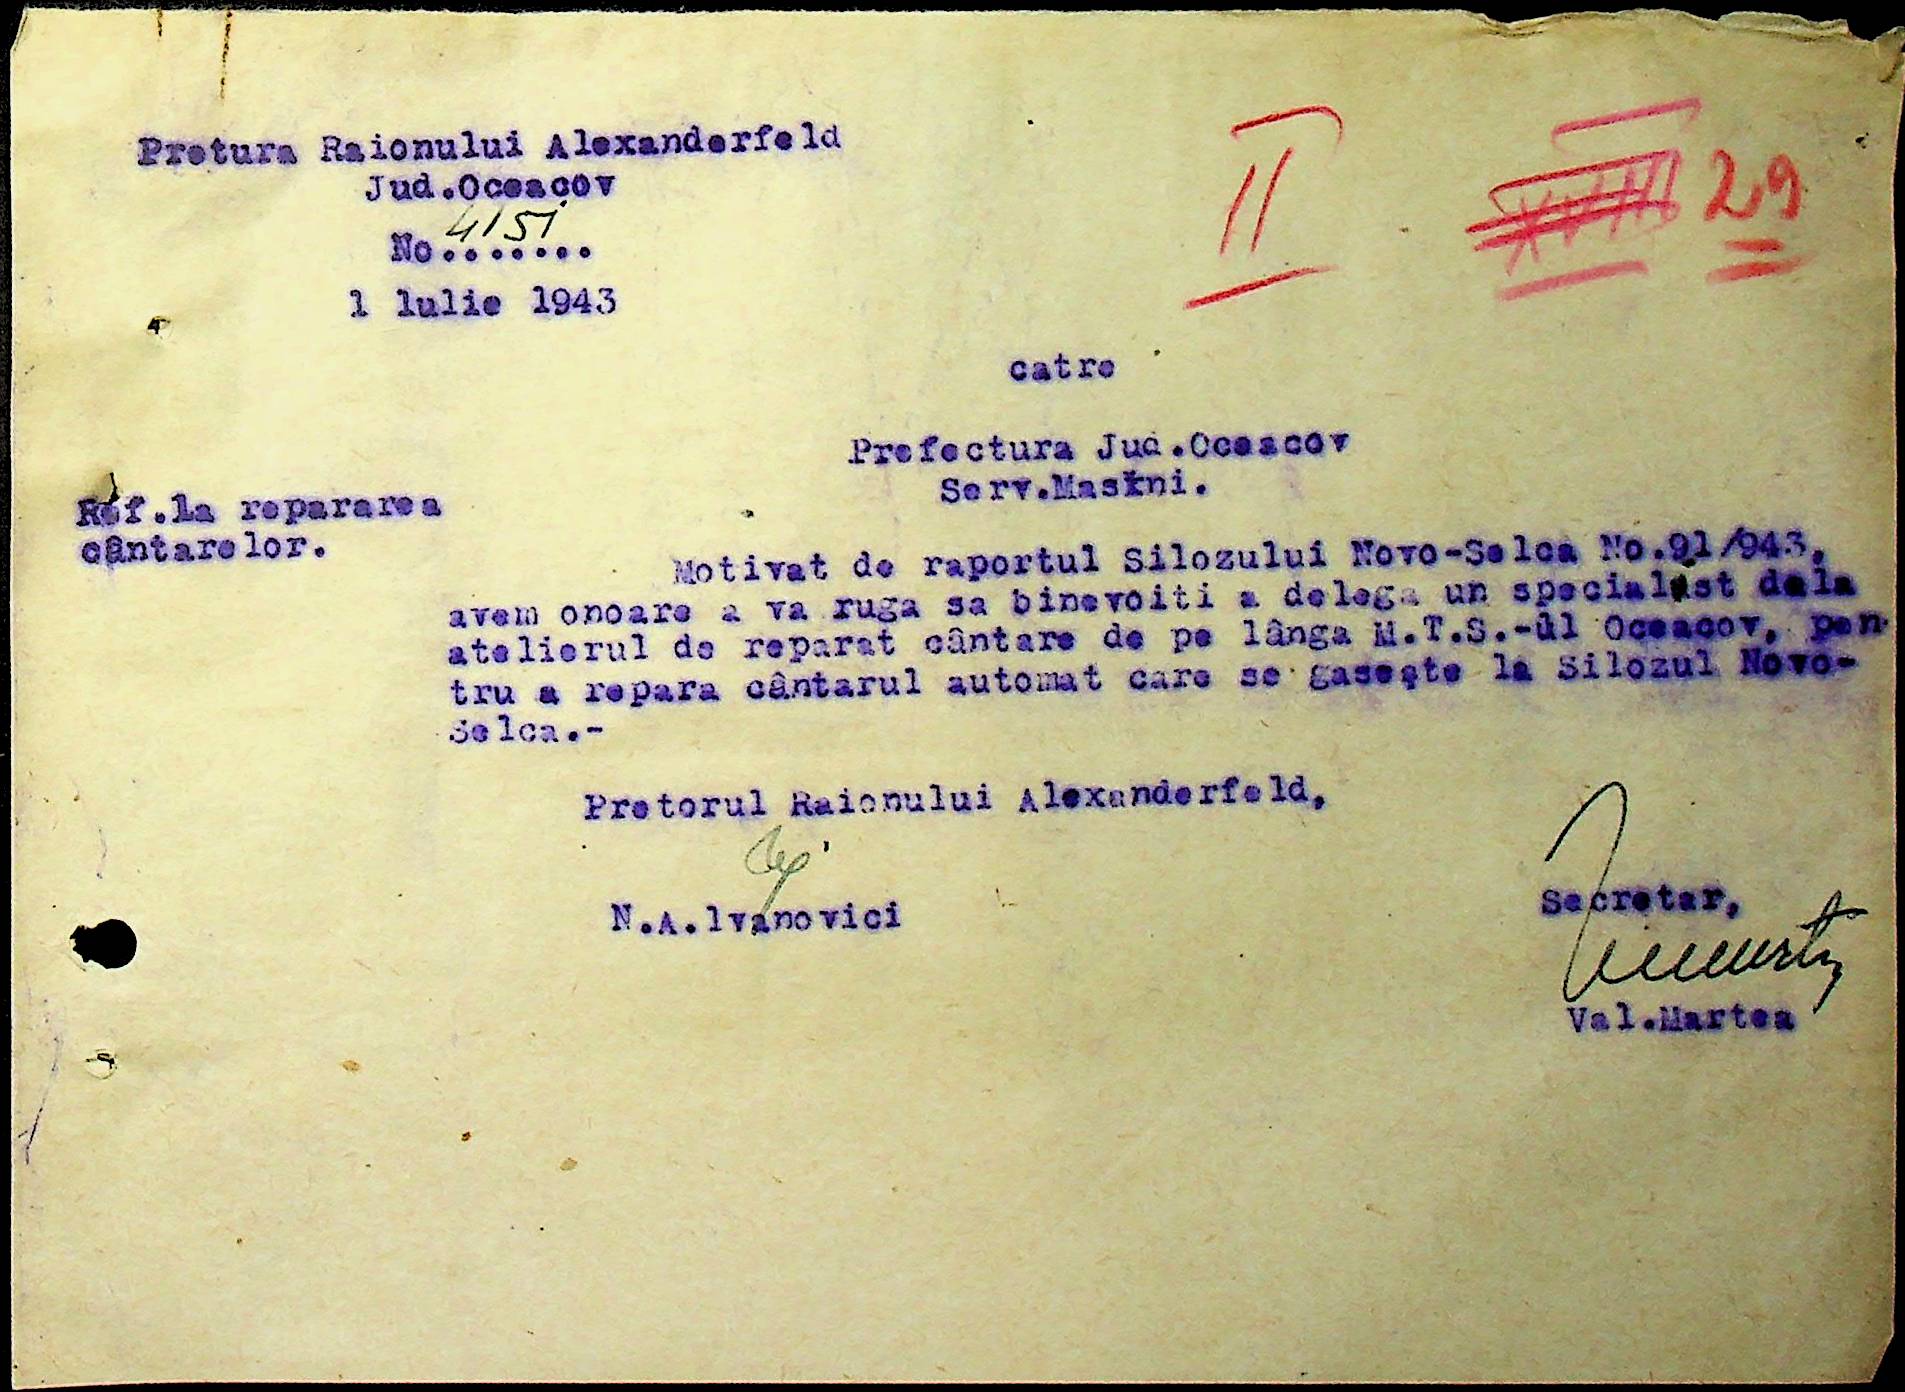 Pretura Raionului Alexanderfeld
Jud.Oceacov
4151
No.......
1 lulie 1943
II
XVIII 29
catre
Prefectura Jud.Oceacov
Serv.Masini.
Ref.la repararea
cântarelor.
Motivat de raportul Silozului Novo-Selca No.91/943,
avem onoare a va ruga sa binevoiti a delega un specialist dela
atelierul de reparat cântare de pe lânga M.T.S.-ul Oceacov, pen-
tru a repara cântarul automat care se gaseşte la Silozul Novo-
Selca.-
Pretorul Raionului Alexanderfeld,
N.A.lvanovici
Secretar,
Val.Martea